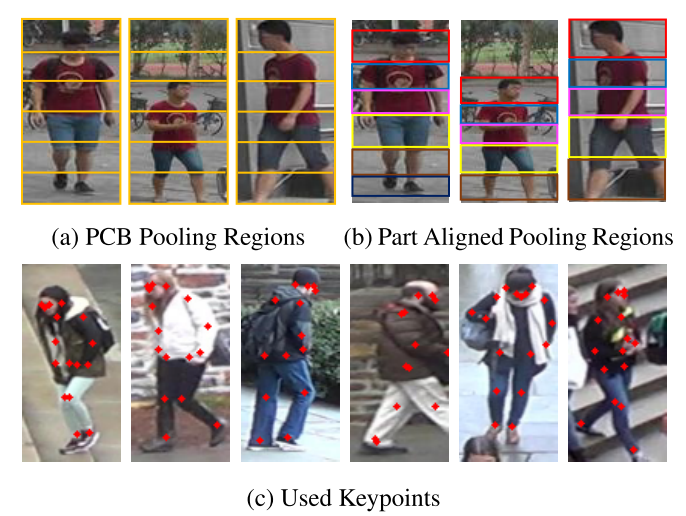 (a) PCB Pooling Regions
(b) Part Aligned Pooling Regions
(c) Used Keypoints